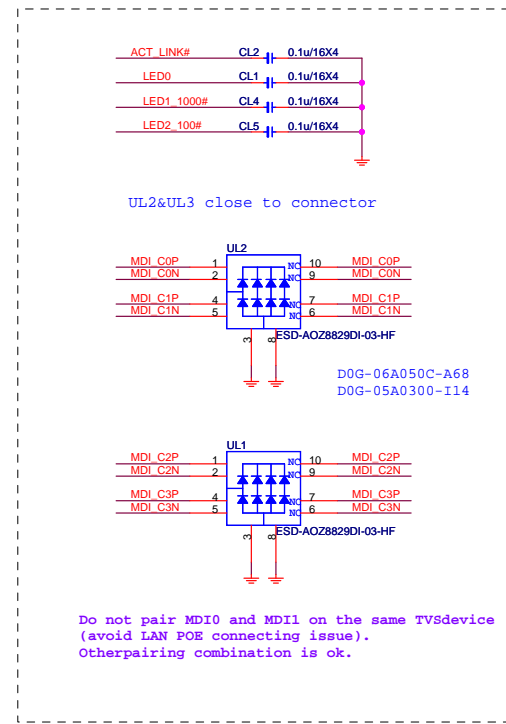 ACT_LINK# CL2 0.1u/16X4
LED0 CL1 0.1u/16X4
LED1_1000# CL4 0.1u/16X4
LED2_100# CL5 0.1u/16X4
UL2&UL3 close to connector
UL2
MDI_C0P 1 NC 10 MDI_C0P
MDI_C0N 2 NC 9 MDI_C0N
MDI_C1P 4 NC 7 MDI_C1P
MDI_C1N 5 NC 6 MDI_C1N
3 8 ESD-AOZ8829DI-03-HF
D0G-06A050C-A68
D0G-05A0300-I14
UL1
MDI_C2P 1 NC 10 MDI_C2P
MDI_C2N 2 NC 9 MDI_C2N
MDI_C3P 4 NC 7 MDI_C3P
MDI_C3N 5 NC 6 MDI_C3N
3 8 ESD-AOZ8829DI-03-HF
Do not pair MDI0 and MDI1 on the same TVSdevice
(avoid LAN POE connecting issue).
Otherpairing combination is ok.